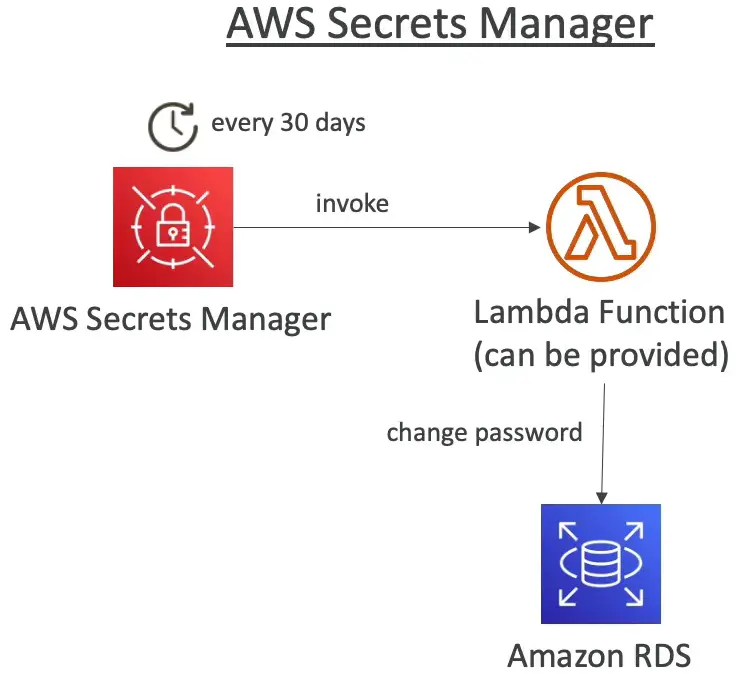 AWS Secrets Manager
every 30 days
invoke
AWS Secrets Manager
Lambda Function
(can be provided)
change password
Amazon RDS